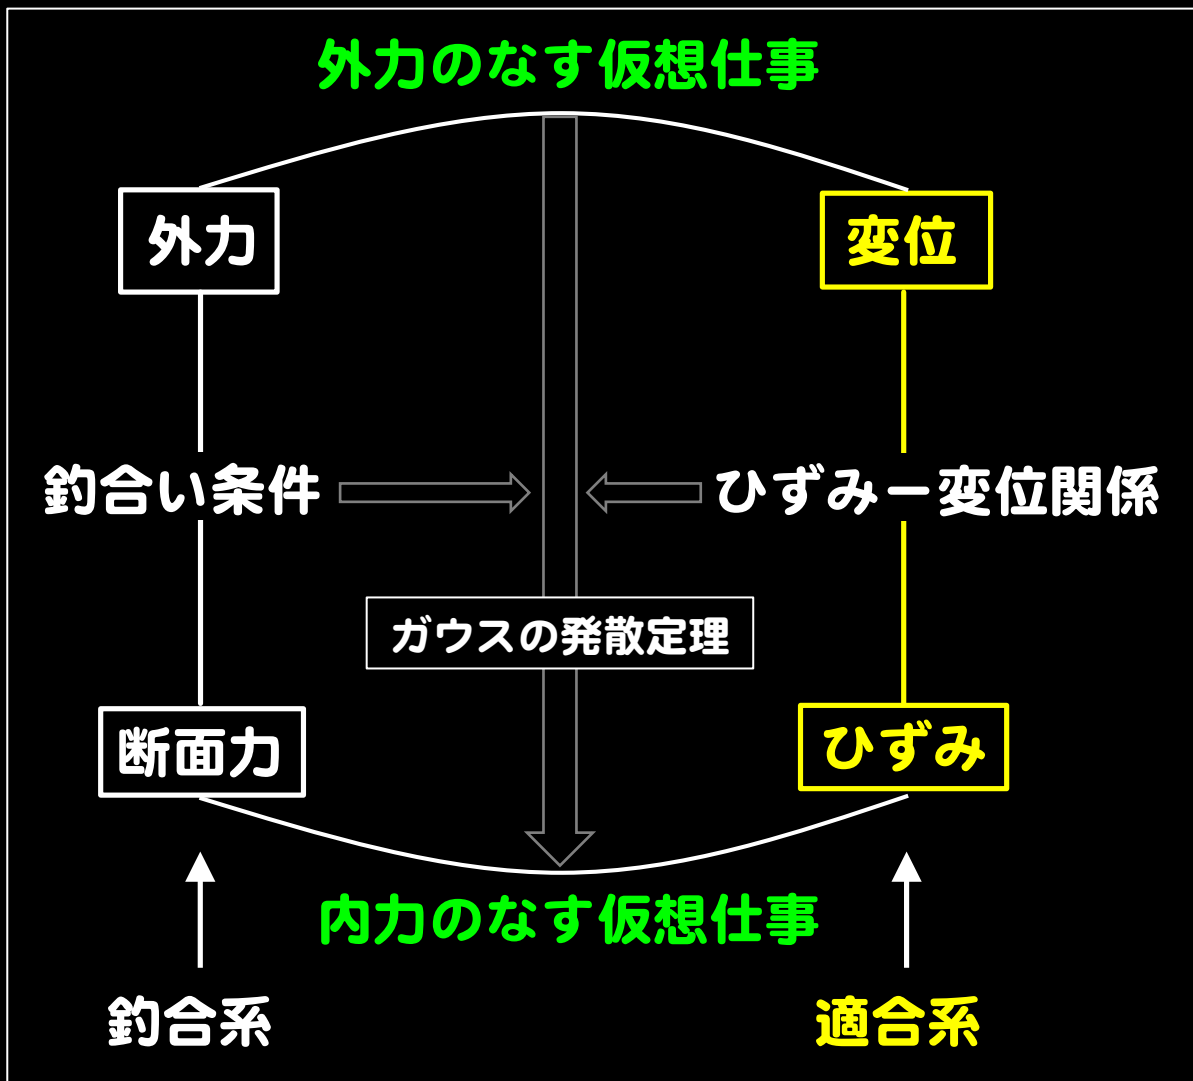 外力のなす仮想仕事
外力
変位
釣合い条件
ひずみー変位関係
ガウスの発散定理
断面力
ひずみ
内力のなす仮想仕事
釣合系
適合系